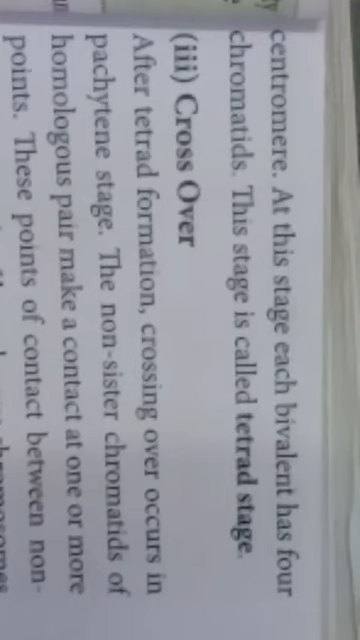 centromere. At this stage each bivalent has four
chromatids. This stage is called tetrad stage.
(iii) Cross Over
After tetrad formation, crossing over occurs in
pachytene stage. The non-sister chromatids of
homologous pair make a contact at one or more
points. These points of contact between non-